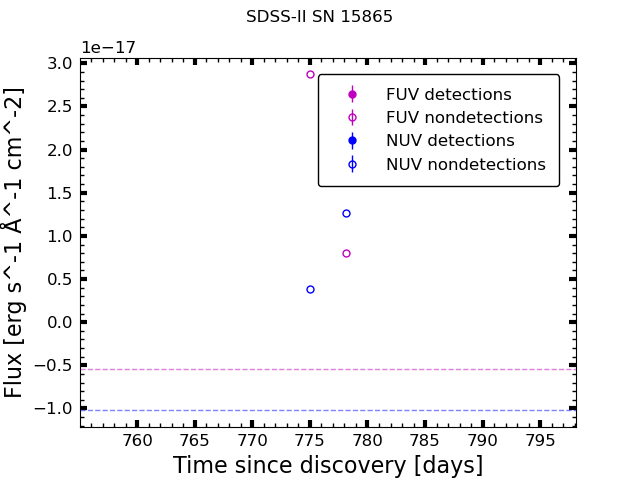 SDSS-II SN 15865
1e−17
3.0
2.5
2.0
1.5
1.0
0.5
0.0
−0.5
−1.0
Flux [erg s^-1 Å^-1 cm^-2]
FUV detections
FUV nondetections
NUV detections
NUV nondetections
760 765 770 775 780 785 790 795
Time since discovery [days]